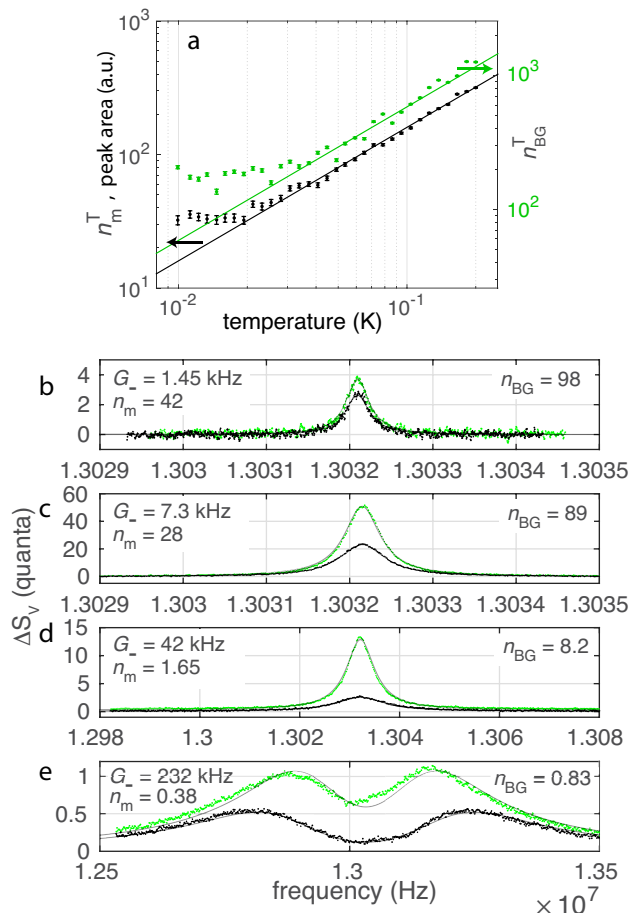 a
10³
10²
10¹
n_m^T , peak area (a.u.)
10³
10²
n_BG^T
10⁻² 10⁻¹
temperature (K)
b
G₋ = 1.45 kHz
n_m = 42
n_BG = 98
4
2
0
1.3029 1.303 1.3031 1.3032 1.3033 1.3034 1.3035
c
G₋ = 7.3 kHz
n_m = 28
n_BG = 89
60
40
20
0
1.3029 1.303 1.3031 1.3032 1.3033 1.3034 1.3035
ΔS_V (quanta)
d
G₋ = 42 kHz
n_m = 1.65
n_BG = 8.2
15
10
5
0
1.298 1.3 1.302 1.304 1.306 1.308
e
G₋ = 232 kHz
n_m = 0.38
n_BG = 0.83
1
0.5
0
1.25 1.3 1.35
frequency (Hz)
× 10⁷